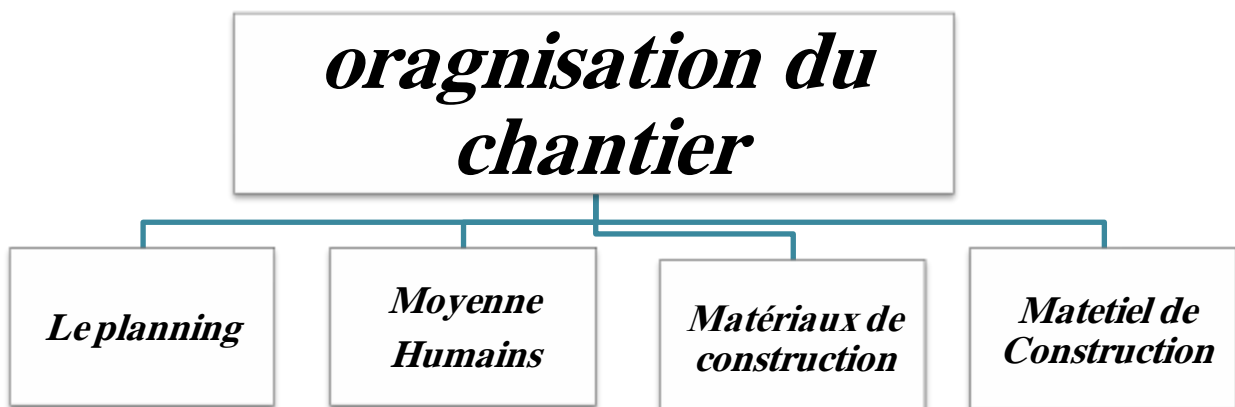 oragnisation du
chantier
Le planning
Moyenne
Humains
Matériaux de
construction
Matetiel de
Construction